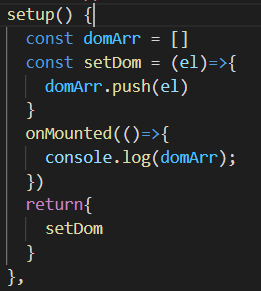 setup() {
  const domArr = []
  const setDom = (el)=>{
    domArr.push(el)
  }
  onMounted(()=>{
    console.log(domArr);
  })
  return{
    setDom
  }
},